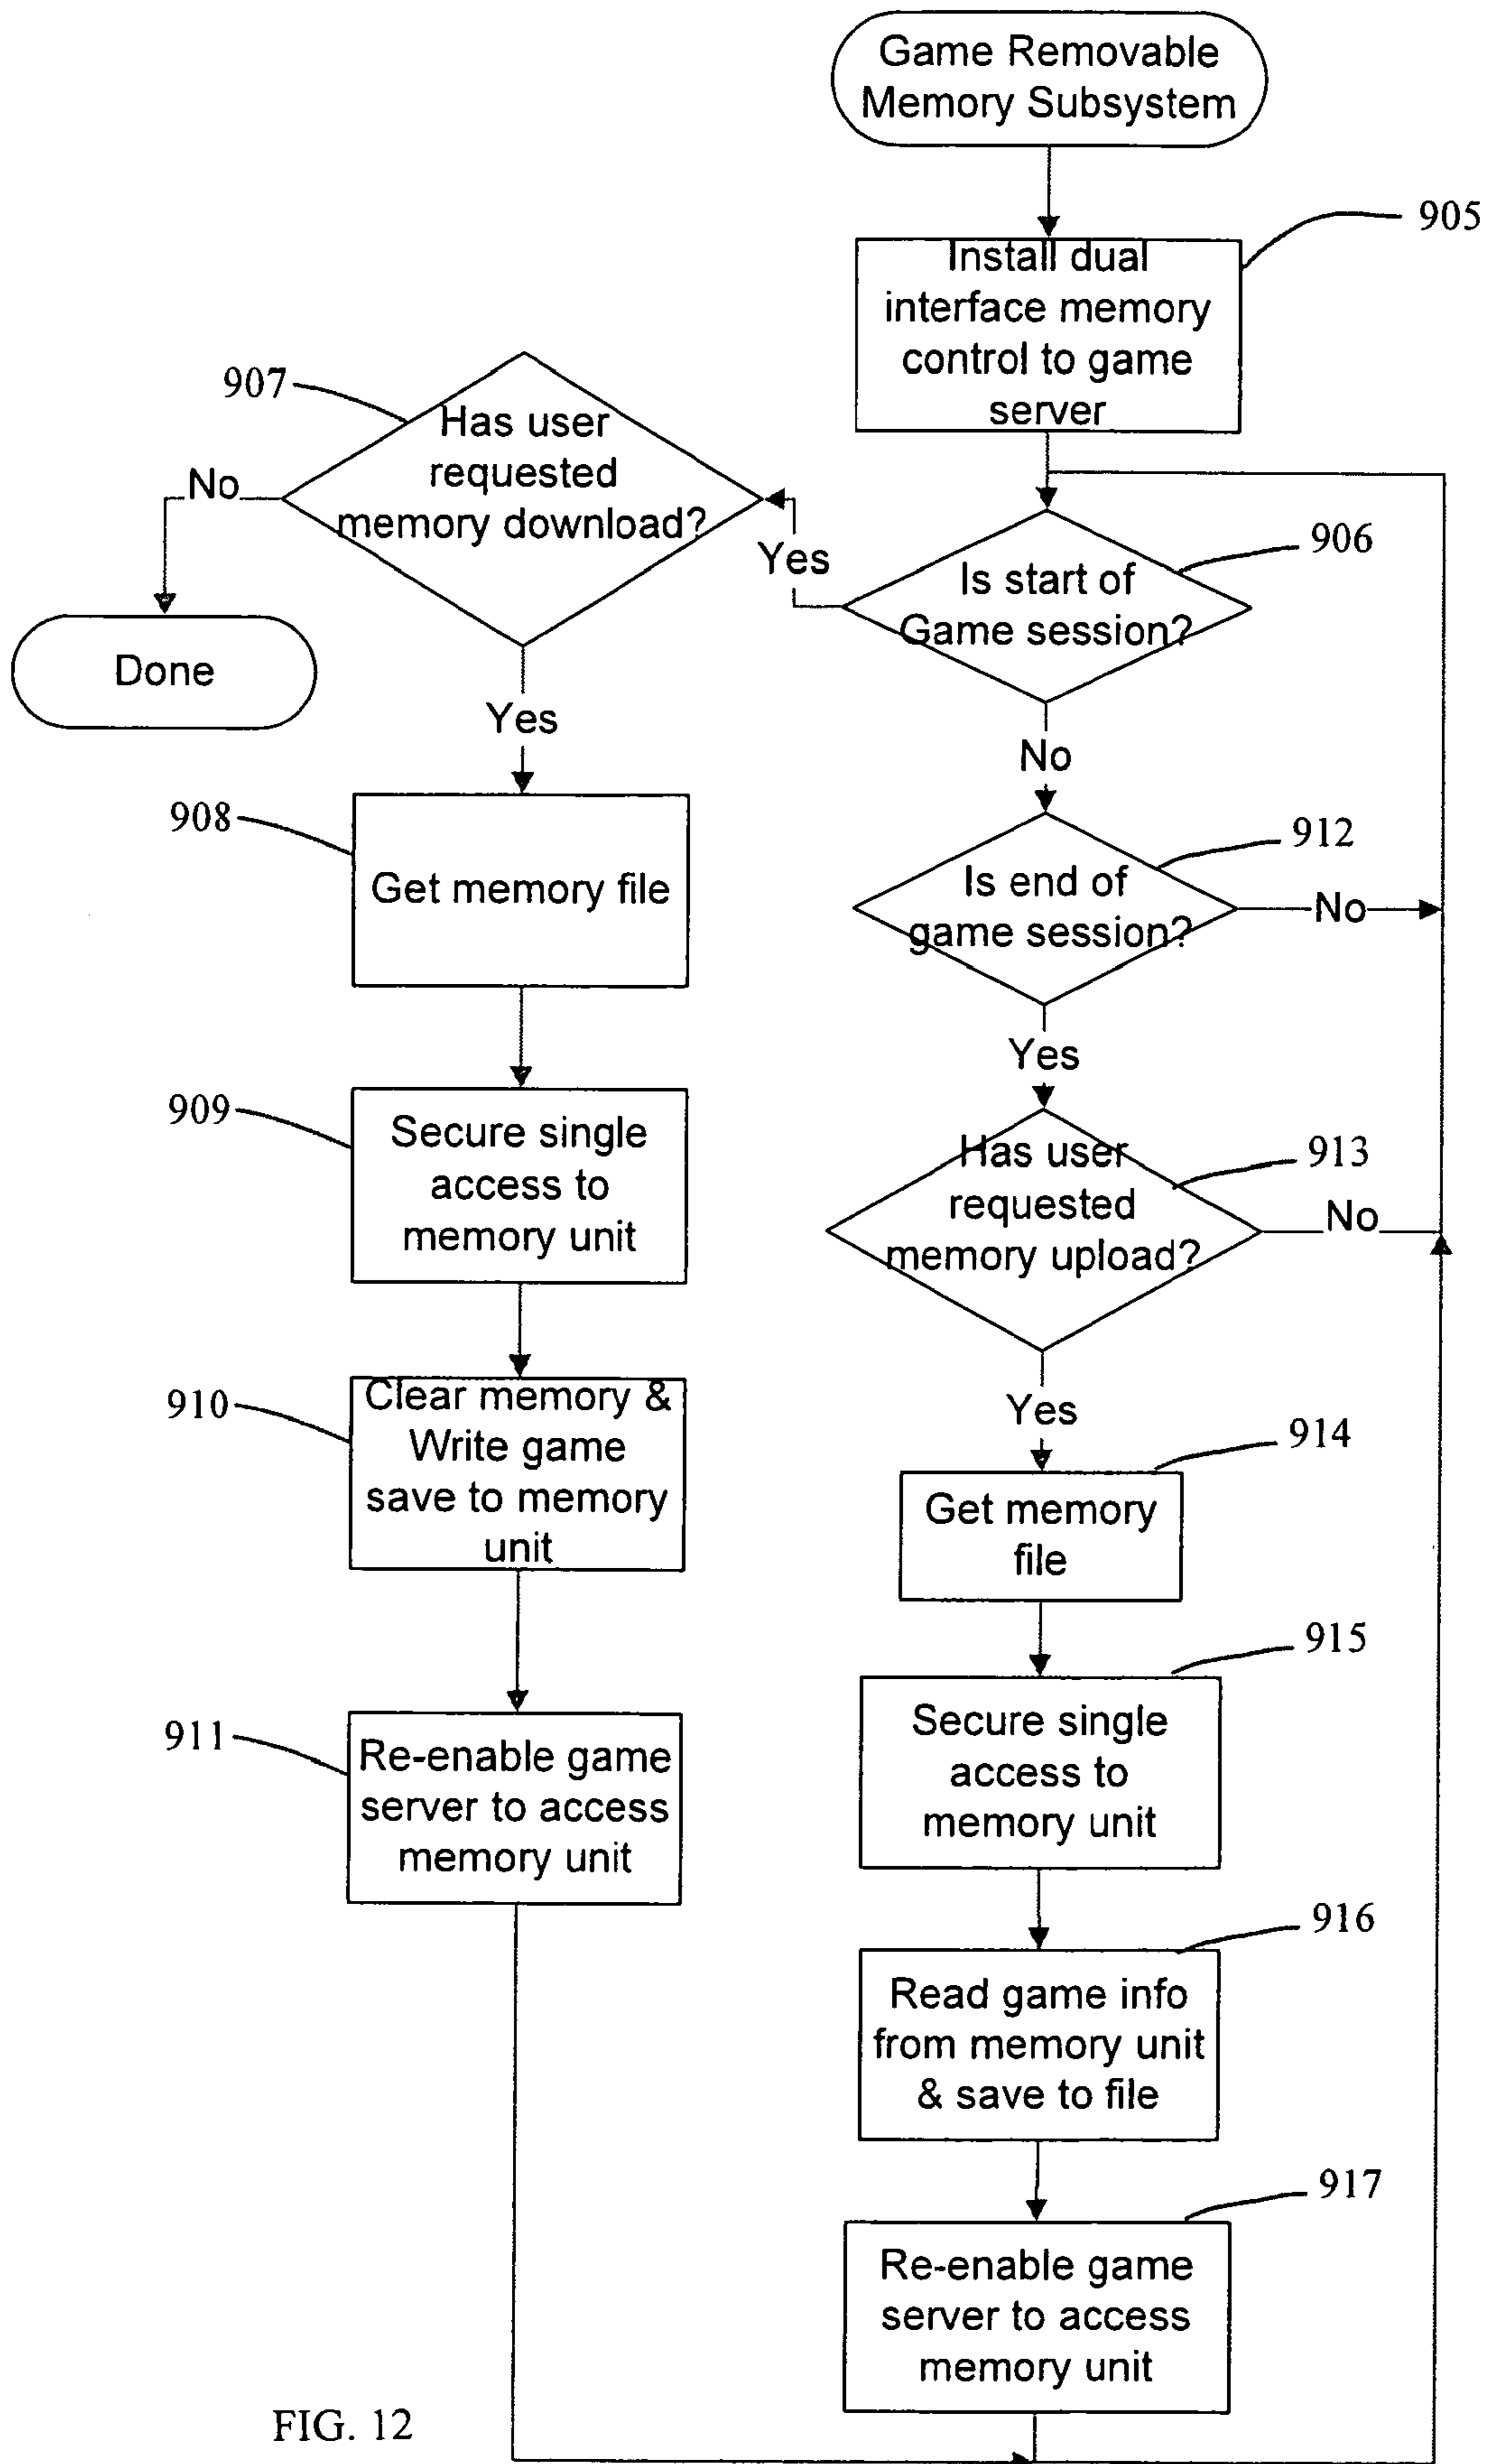 Game Removable
Memory Subsystem
905
Install dual
interface memory
control to game
server
907
Has user
requested
memory download?
No
Yes
906
Is start of
Game session?
Done
Yes
No
908
Get memory file
912
Is end of
game session?
No
Yes
909
Secure single
access to
memory unit
913
Has user
requested
memory upload?
No
Yes
910
Clear memory &
Write game
save to memory
unit
914
Get memory
file
911
Re-enable game
server to access
memory unit
915
Secure single
access to
memory unit
916
Read game info
from memory unit
& save to file
917
Re-enable game
server to access
memory unit
FIG. 12